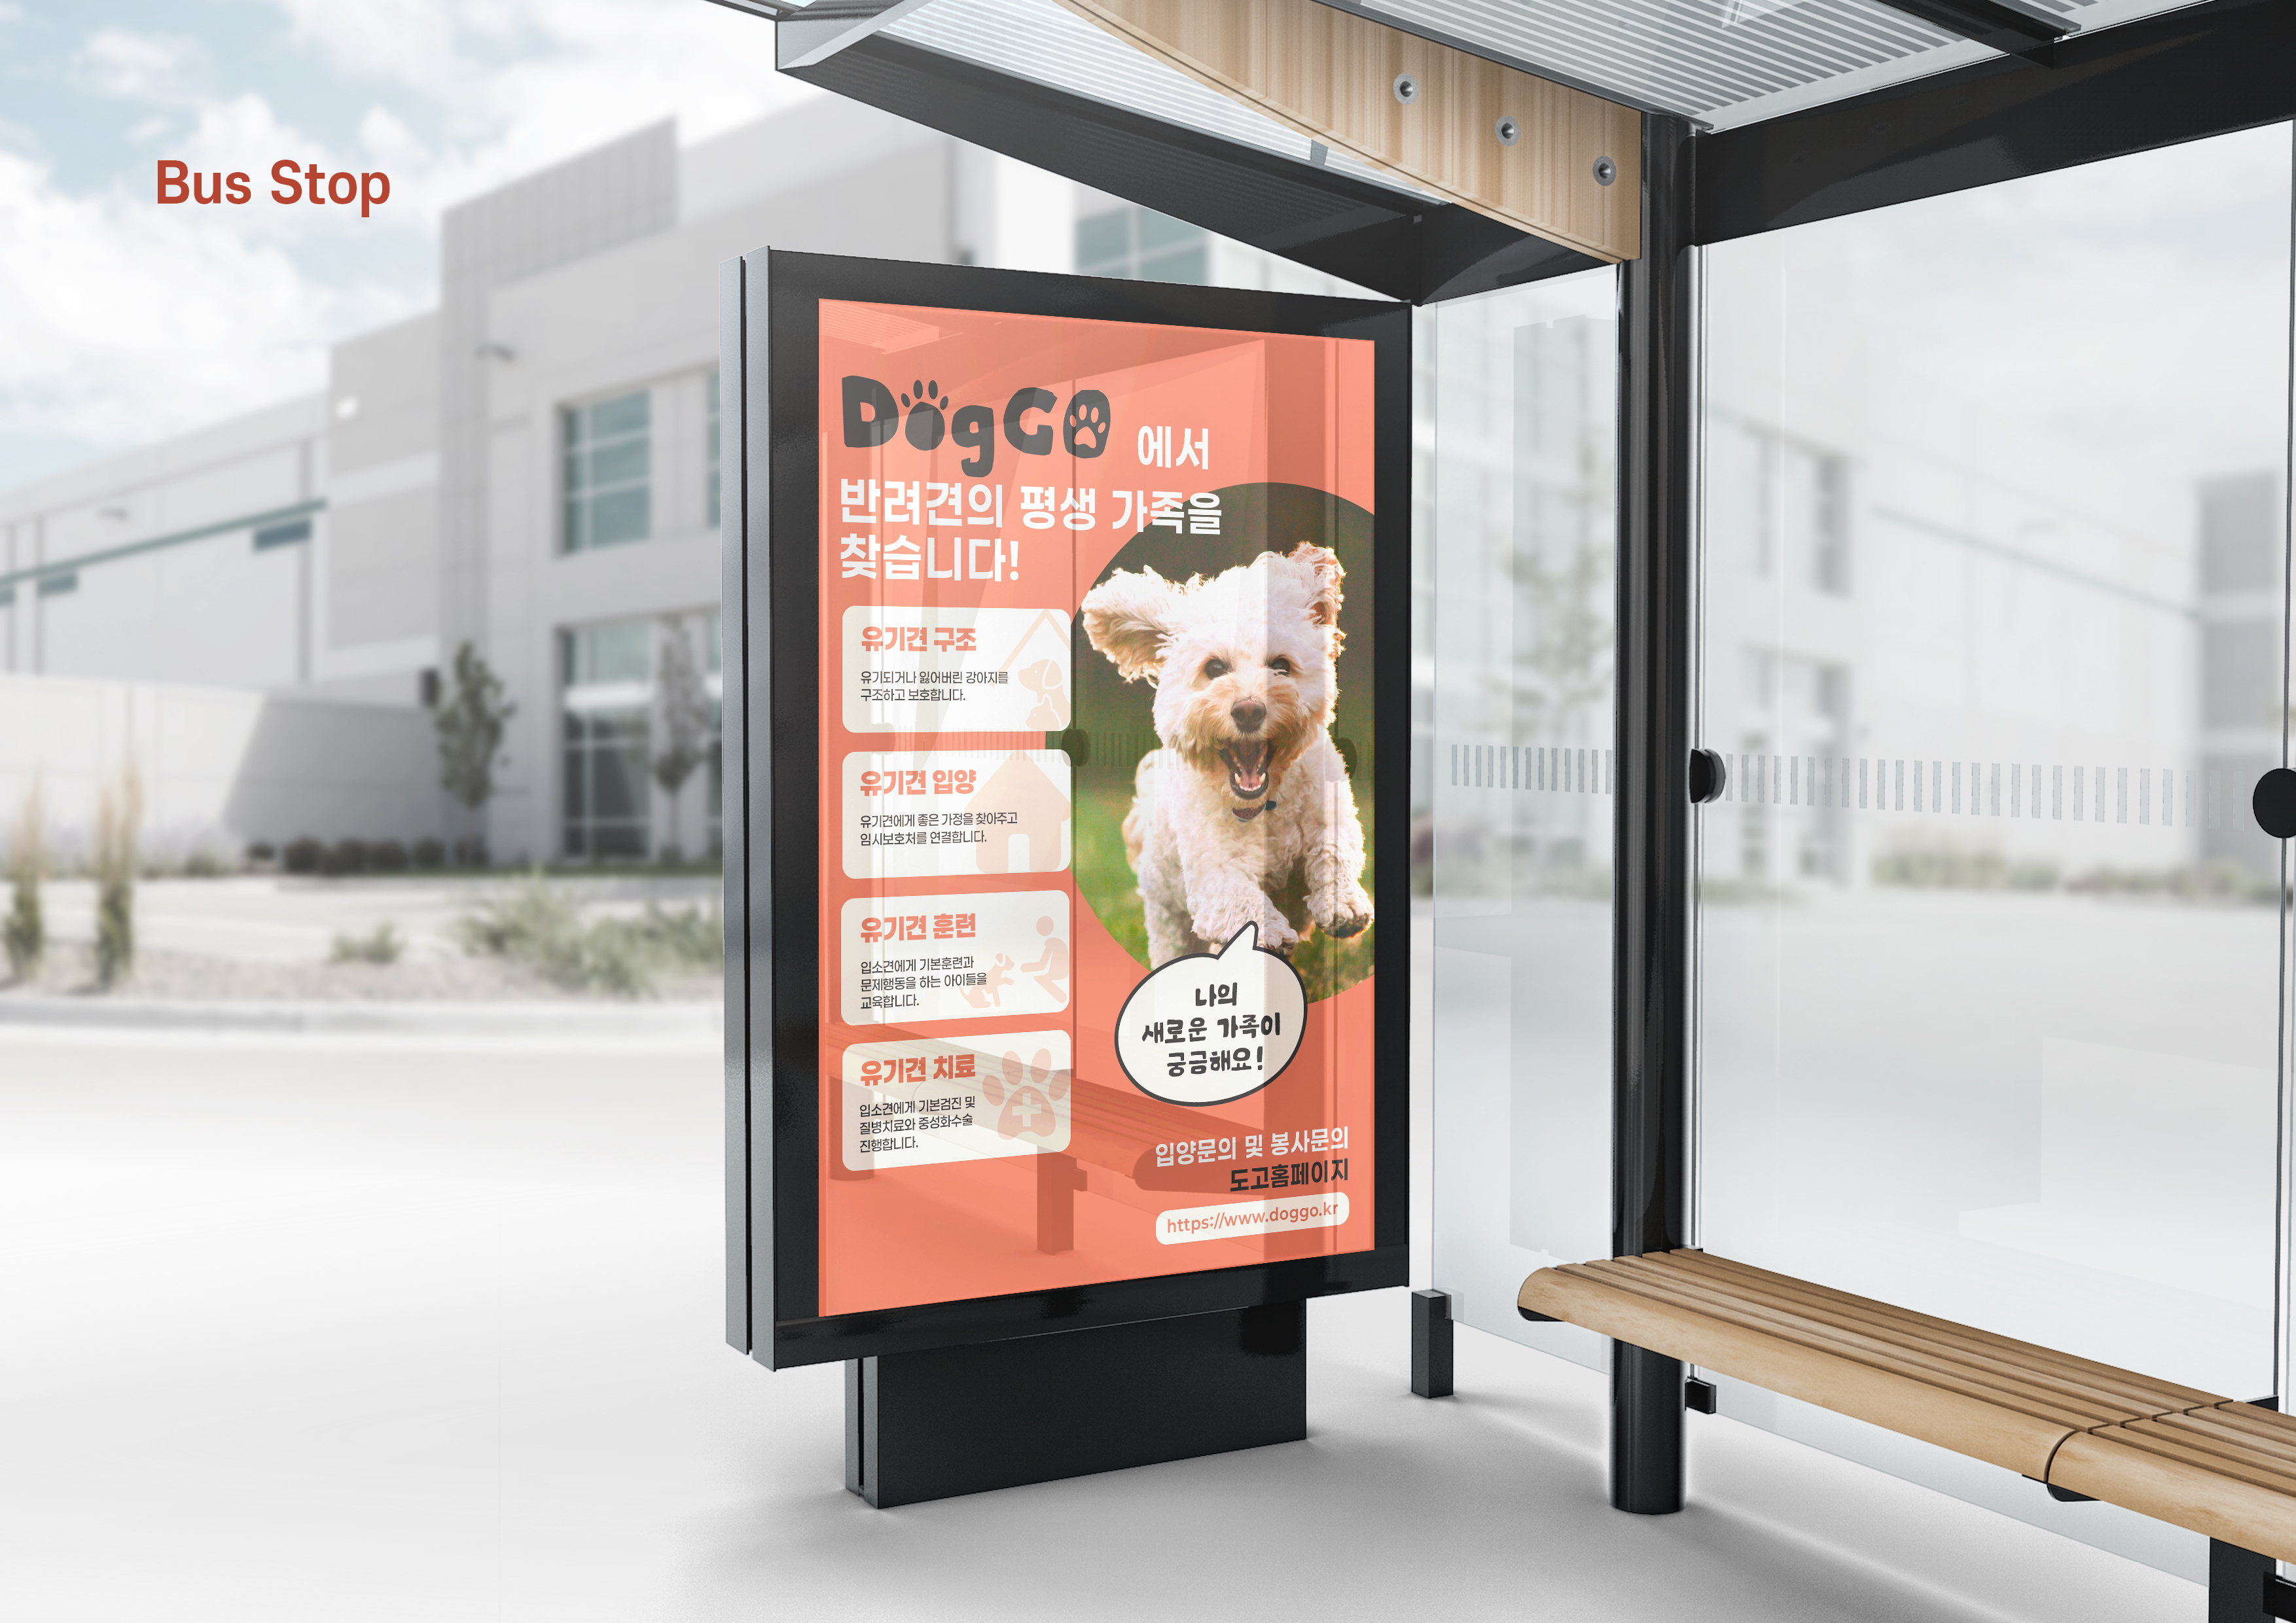 Bus Stop
DogGO 에서
반려견의 평생 가족을
찾습니다!
유기견 구조
유기되거나 잃어버린 강아지를
구조하고 보호합니다.
유기견 입양
유기견에게 좋은 가정을 찾아주고
임시보호처를 연결합니다.
유기견 훈련
입소견에게 기본훈련과
문제행동을 하는 아이들을
교육합니다.
유기견 치료
입소견에게 기본검진 및
질병치료와 중성화수술
진행합니다.
나의
새로운 가족이
궁금해요!
입양문의 및 봉사문의
도고홈페이지
https://www.doggo.kr